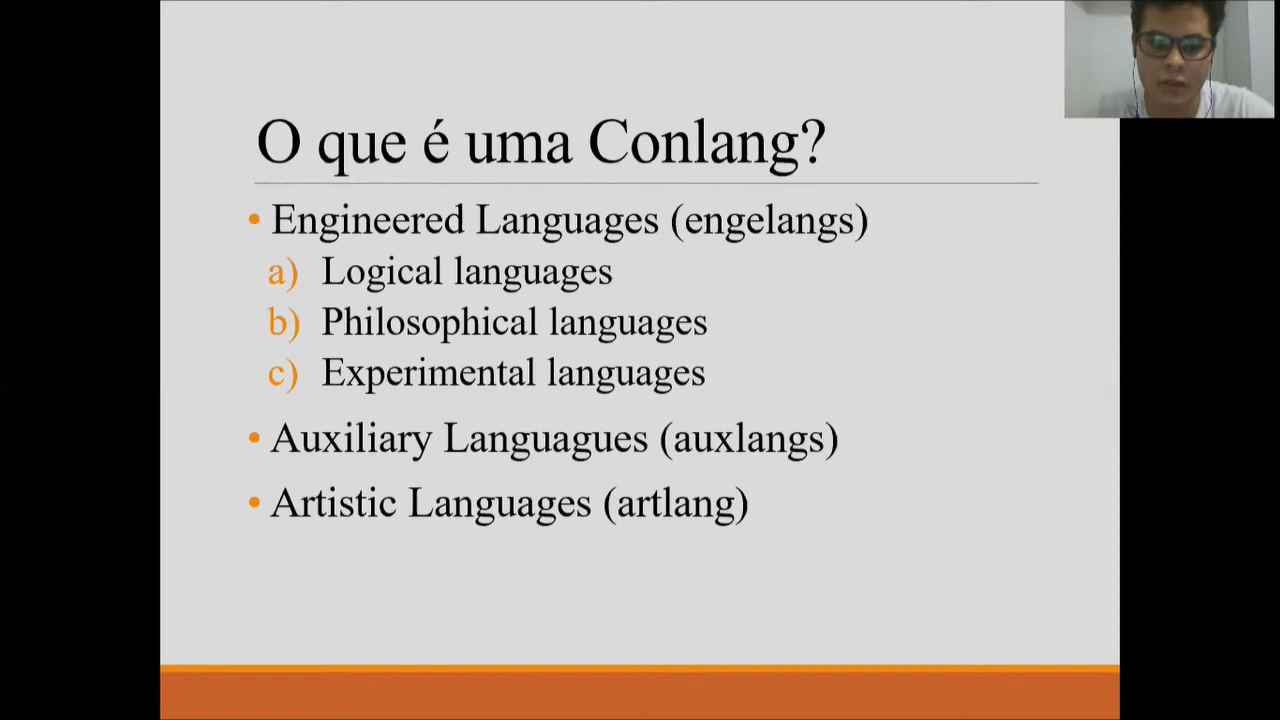 O que é uma Conlang?
• Engineered Languages (engelangs)
a) Logical languages
b) Philosophical languages
c) Experimental languages
• Auxiliary Languagues (auxlangs)
• Artistic Languages (artlang)